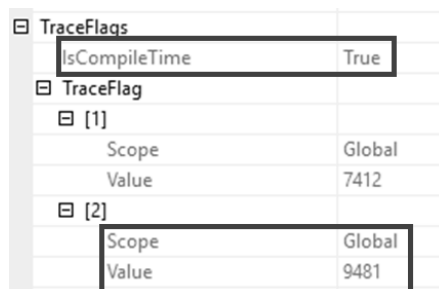 TraceFlags
IsCompileTime True
TraceFlag
[1]
Scope Global
Value 7412
[2]
Scope Global
Value 9481